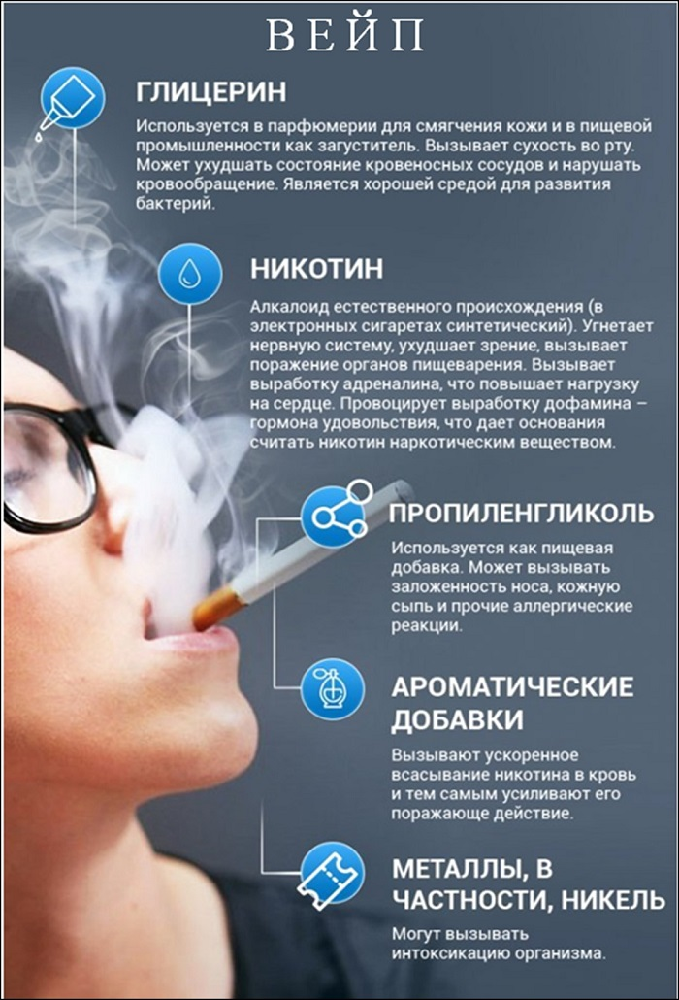 ВЕЙП
ГЛИЦЕРИН
Используется в парфюмерии для смягчения кожи и в пищевой
промышленности как загуститель. Вызывает сухость во рту.
Может ухудшать состояние кровеносных сосудов и нарушать
кровообращение. Является хорошей средой для развития
бактерий.
НИКОТИН
Алкалоид естественного происхождения (в
электронных сигаретах синтетический). Угнетает
нервную систему, ухудшает зрение, вызывает
поражение органов пищеварения. Вызывает
выработку адреналина, что повышает нагрузку
на сердце. Провоцирует выработку дофамина –
гормона удовольствия, что дает основания
считать никотин наркотическим веществом.
ПРОПИЛЕНГЛИКОЛЬ
Используется как пищевая
добавка. Может вызывать
заложенность носа, кожную
сыпь и прочие аллергические
реакции.
АРОМАТИЧЕСКИЕ
ДОБАВКИ
Вызывают ускоренное
всасывание никотина в кровь
и тем самым усиливают его
поражающе действие.
МЕТАЛЛЫ, В
ЧАСТНОСТИ, НИКЕЛЬ
Могут вызывать
интоксикацию организма.